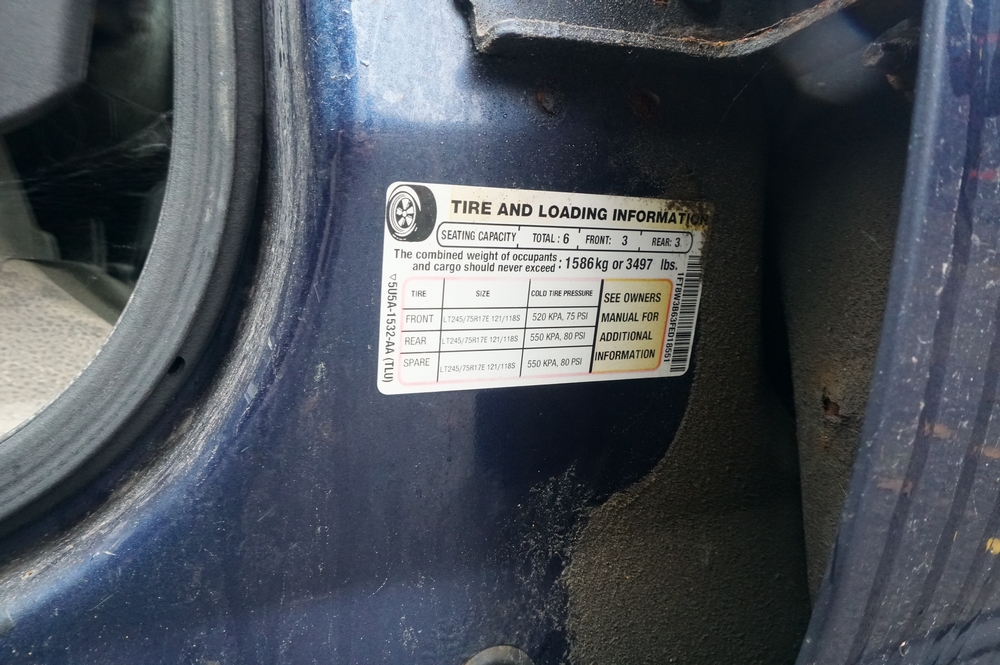 TIRE AND LOADING INFORMATION
SEATING CAPACITY TOTAL : 6 FRONT: 3 REAR: 3
The combined weight of occupants
and cargo should never exceed : 1586kg or 3497 lbs.
TIRE SIZE COLD TIRE PRESSURE
FRONT LT245/75R17E 121/118S 520 KPA, 75 PSI
REAR LT245/75R17E 121/118S 550 KPA, 80 PSI
SPARE LT245/75R17E 121/118S 550 KPA, 80 PSI
SEE OWNERS
MANUAL FOR
ADDITIONAL
INFORMATION
▽5U5A-1532-AA (TLU)
1FT8W3B63FED18551